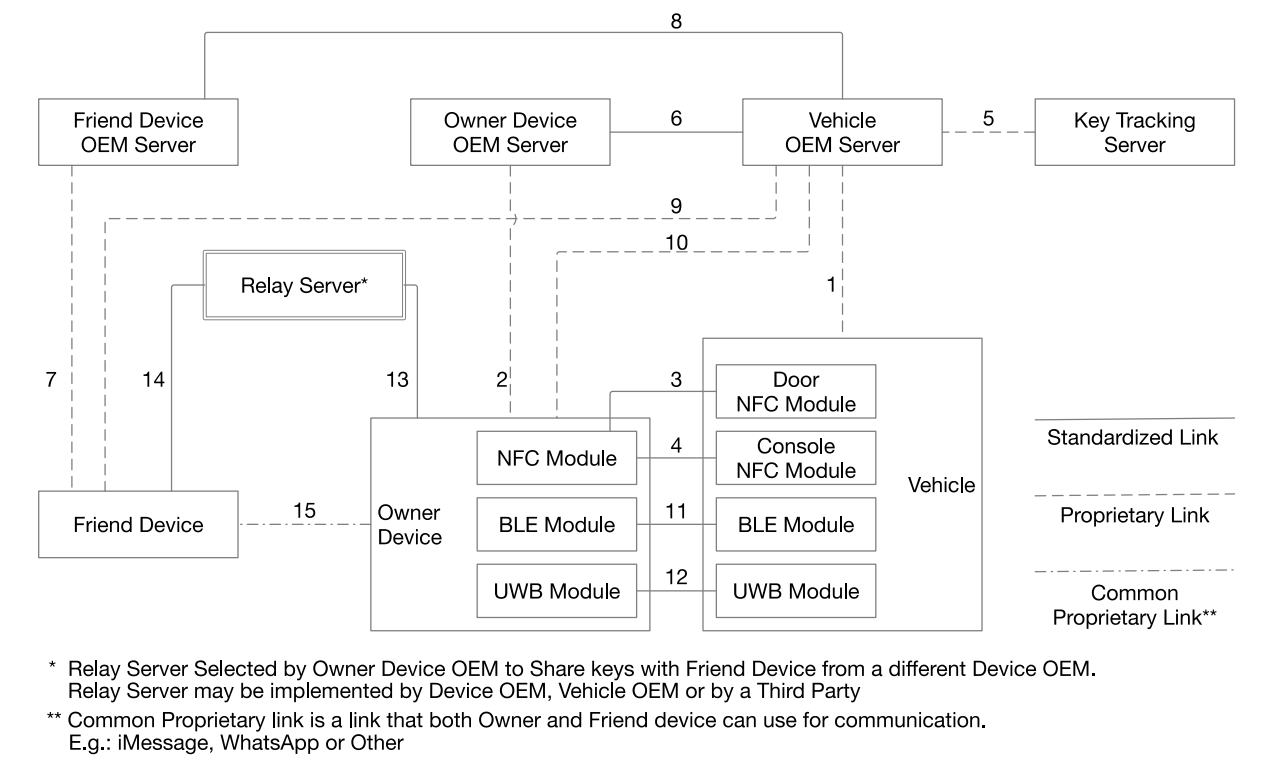 8
Friend Device
OEM Server
Owner Device
OEM Server
6
Vehicle
OEM Server
5
Key Tracking
Server
9
10
Relay Server*
1
7
14
13
2
3
Door
NFC Module
NFC Module
4
Console
NFC Module
Vehicle
Standardized Link
Friend Device
15
Owner
Device
BLE Module
11
BLE Module
Proprietary Link
UWB Module
12
UWB Module
Common
Proprietary Link**
* Relay Server Selected by Owner Device OEM to Share keys with Friend Device from a different Device OEM.
Relay Server may be implemented by Device OEM, Vehicle OEM or by a Third Party
** Common Proprietary link is a link that both Owner and Friend device can use for communication.
E.g.: iMessage, WhatsApp or Other